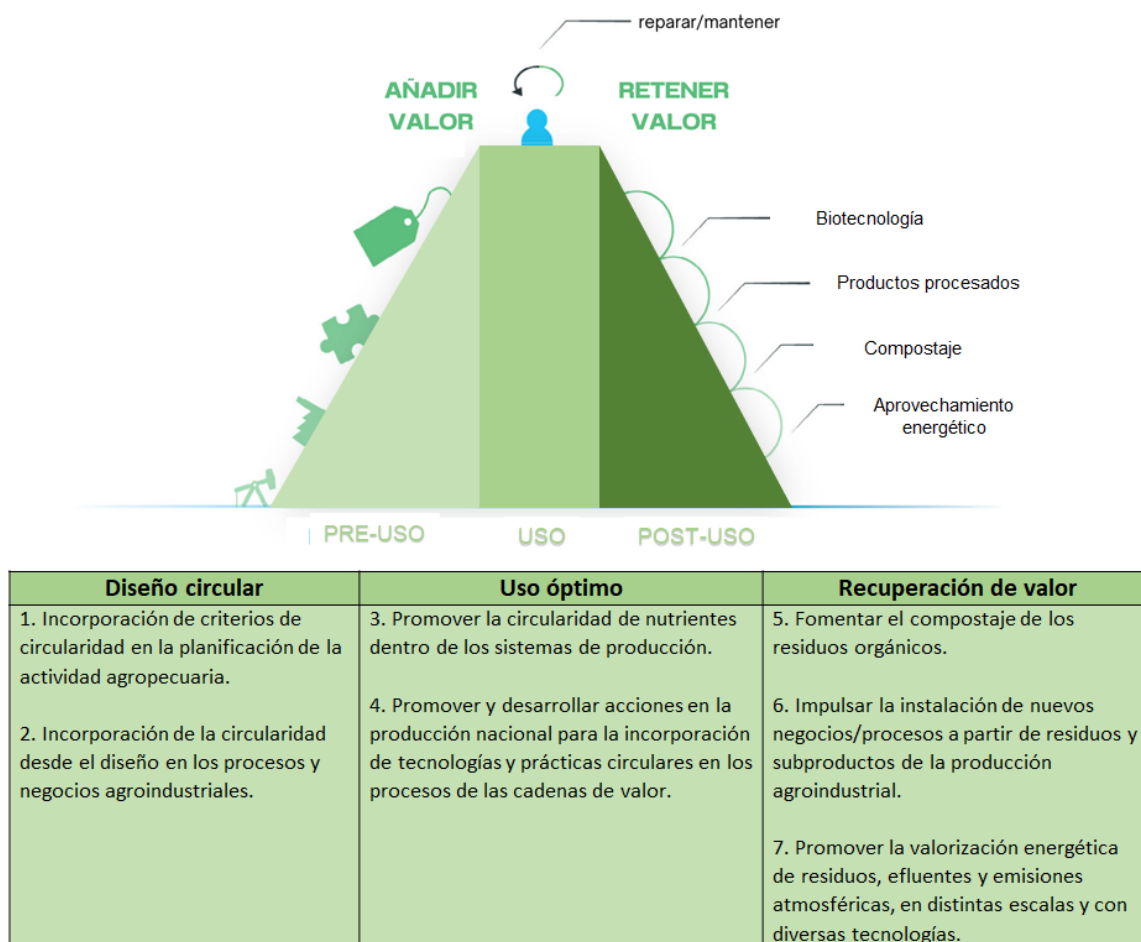 reparar/mantener
AÑADIR
VALOR
RETENER
VALOR
Biotecnología
Productos procesados
Compostaje
Aprovechamiento
energético
PRE-USO
USO
POST-USO
Diseño circular
1. Incorporación de criterios de
circularidad en la planificación de la
actividad agropecuaria.
2. Incorporación de la circularidad
desde el diseño en los procesos y
negocios agroindustriales.
Uso óptimo
3. Promover la circularidad de nutrientes
dentro de los sistemas de producción.
4. Promover y desarrollar acciones en la
producción nacional para la incorporación
de tecnologías y prácticas circulares en los
procesos de las cadenas de valor.
Recuperación de valor
5. Fomentar el compostaje de los
residuos orgánicos.
6. Impulsar la instalación de nuevos
negocios/procesos a partir de residuos y
subproductos de la producción
agroindustrial.
7. Promover la valorización energética
de residuos, efluentes y emisiones
atmosféricas, en distintas escalas y con
diversas tecnologías.